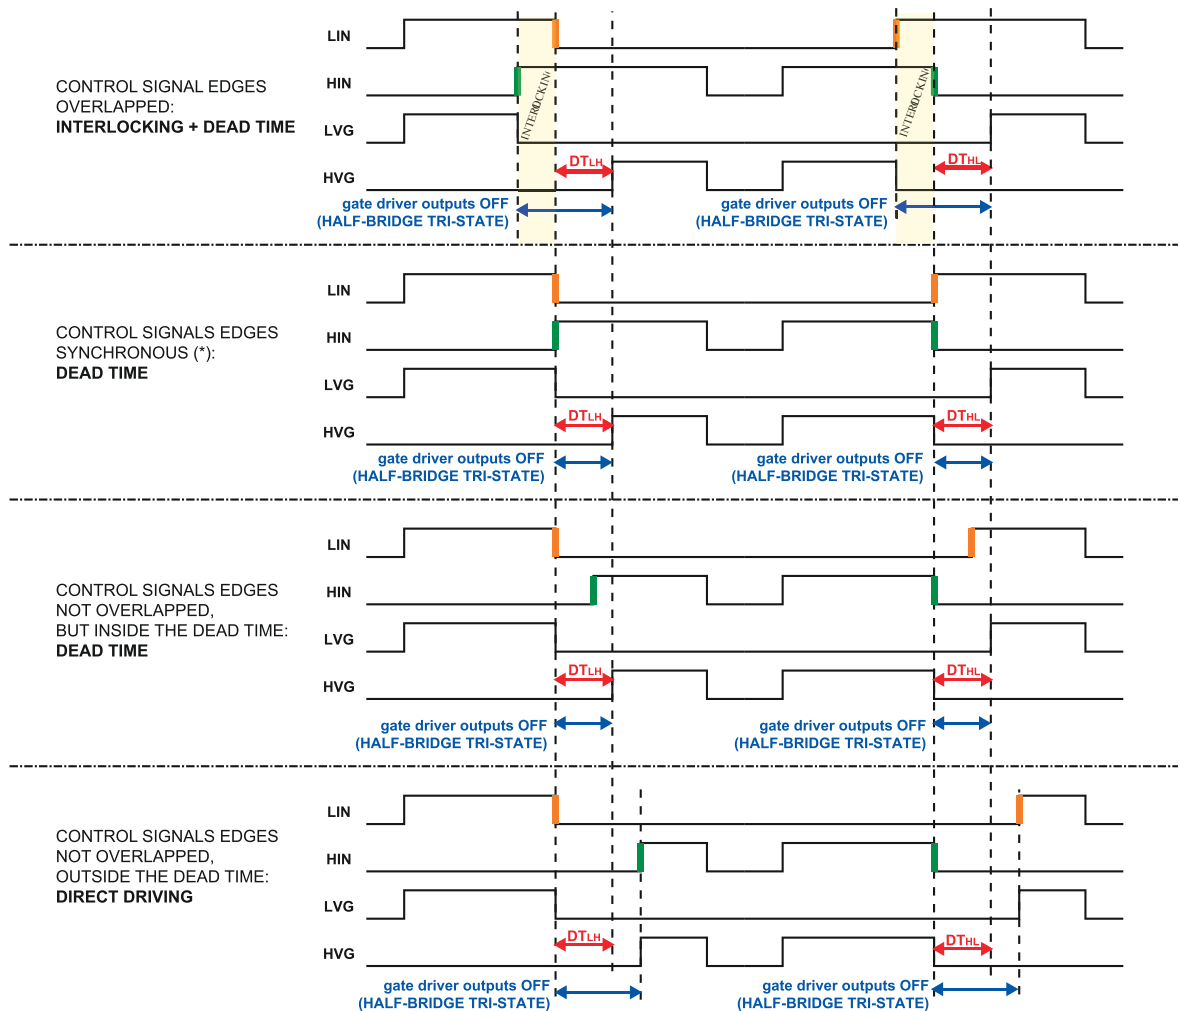 LIN
HIN
LVG
HVG
CONTROL SIGNAL EDGES
OVERLAPPED:
INTERLOCKING + DEAD TIME
INTERLOCKIN
INTERLOCKIN
DTLH
DTHL
gate driver outputs OFF
(HALF-BRIDGE TRI-STATE)
gate driver outputs OFF
(HALF-BRIDGE TRI-STATE)
LIN
HIN
LVG
HVG
CONTROL SIGNALS EDGES
SYNCHRONOUS (*):
DEAD TIME
DTLH
DTHL
gate driver outputs OFF
(HALF-BRIDGE TRI-STATE)
gate driver outputs OFF
(HALF-BRIDGE TRI-STATE)
LIN
HIN
LVG
HVG
CONTROL SIGNALS EDGES
NOT OVERLAPPED,
BUT INSIDE THE DEAD TIME:
DEAD TIME
DTLH
DTHL
gate driver outputs OFF
(HALF-BRIDGE TRI-STATE)
gate driver outputs OFF
(HALF-BRIDGE TRI-STATE)
LIN
HIN
LVG
HVG
CONTROL SIGNALS EDGES
NOT OVERLAPPED,
OUTSIDE THE DEAD TIME:
DIRECT DRIVING
DTLH
DTHL
gate driver outputs OFF
(HALF-BRIDGE TRI-STATE)
gate driver outputs OFF
(HALF-BRIDGE TRI-STATE)